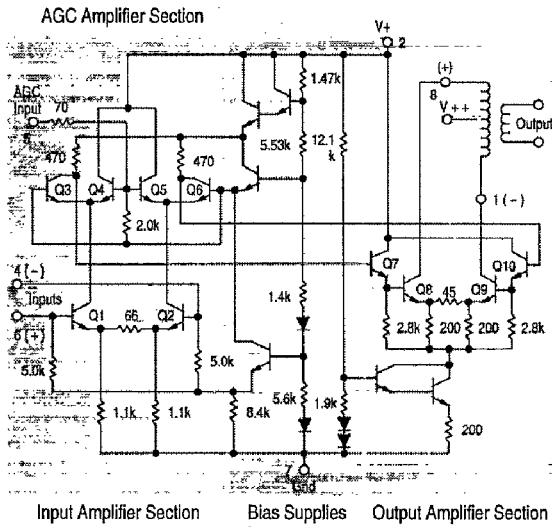 AGC Amplifier Section
V+
2
AGC
Input
70
1.47k
(+)
8
V++
Output
5.53k
12.1
k
470
470
Q3
Q4
Q5
Q6
2.0k
1 (-)
4 (-)
Q7
Q8
Q9
Q10
45
Inputs
1.4k
Q1
66
Q2
2.8k
200
200
2.8k
6 (+)
5.0k
5.0k
1.1k
1.1k
8.4k
5.6k
1.9k
200
7
Gnd
Input Amplifier Section
Bias Supplies
Output Amplifier Section